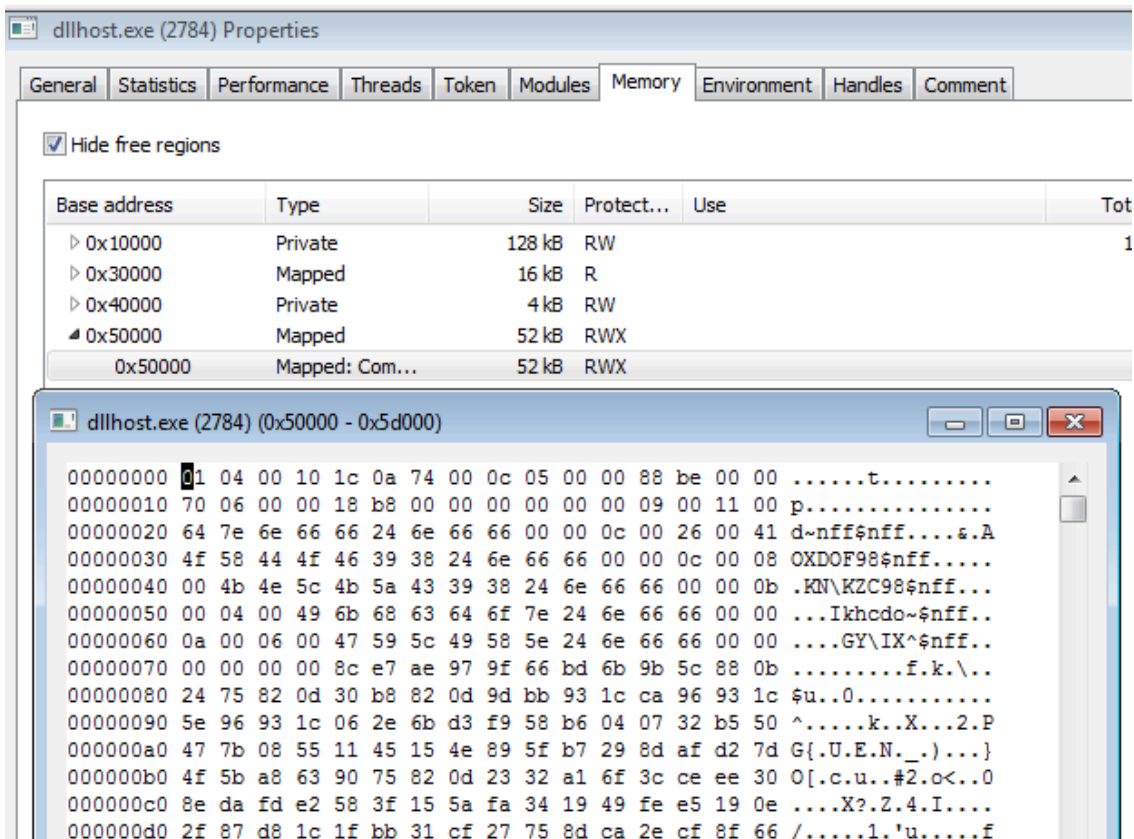 dllhost.exe (2784) Properties
General Statistics Performance Threads Token Modules Memory Environment Handles Comment
Hide free regions
Base address Type Size Protect... Use Tot
0x10000 Private 128 kB RW 1
0x30000 Mapped 16 kB R
0x40000 Private 4 kB RW
0x50000 Mapped 52 kB RWX
0x50000 Mapped: Com... 52 kB RWX
dllhost.exe (2784) (0x50000 - 0x5d000)
00000000 01 04 00 10 1c 0a 74 00 0c 05 00 00 88 be 00 00 ......t.........
00000010 70 06 00 00 18 b8 00 00 00 00 00 00 09 00 11 00 p...............
00000020 64 7e 6e 66 66 24 6e 66 66 00 00 0c 00 26 00 41 d~nff$nff....&.A
00000030 4f 58 44 4f 46 39 38 24 6e 66 66 00 00 0c 00 08 OXDOF98$nff.....
00000040 00 4b 4e 5c 4b 5a 43 39 38 24 6e 66 66 00 00 0b .KN\KZC98$nff...
00000050 00 04 00 49 6b 68 63 64 6f 7e 24 6e 66 66 00 00 ...Ikhcdo~$nff..
00000060 0a 00 06 00 47 59 5c 49 58 5e 24 6e 66 66 00 00 ....GY\IX^$nff..
00000070 00 00 00 00 8c e7 ae 97 9f 66 bd 6b 9b 5c 88 0b .........f.k.\..
00000080 24 75 82 0d 30 b8 82 0d 9d bb 93 1c ca 96 93 1c $u..0...........
00000090 5e 96 93 1c 06 2e 6b d3 f9 58 b6 04 07 32 b5 50 ^.....k..X...2.P
000000a0 47 7b 08 55 11 45 15 4e 89 5f b7 29 8d af d2 7d G{.U.E.N._.)...}
000000b0 4f 5b a8 63 90 75 82 0d 23 32 a1 6f 3c ce ee 30 O[.c.u..#2.o<..0
000000c0 8e da fd e2 58 3f 15 5a fa 34 19 49 fe e5 19 0e ....X?.Z.4.I....
000000d0 2f 87 d8 1c 1f bb 31 cf 27 75 8d ca 2e cf 8f 66 /.....1.'u.....f